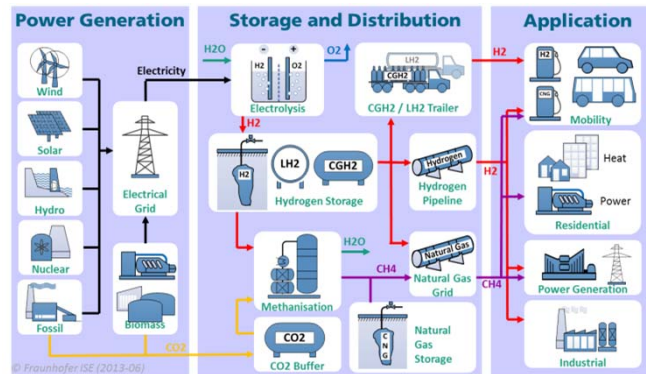 Power Generation
Storage and Distribution
Application
Wind
Solar
Hydro
Nuclear
Fossil
Electricity
Electrical
Grid
Biomass
CO2
© Fraunhofer ISE (2013-06)
H2O
O2
H2
O2
Electrolysis
H2
LH2
CGH2
CGH2 / LH2 Trailer
H2
LH2
CGH2
Hydrogen Storage
Hydrogen
Hydrogen
Pipeline
H2O
Methanisation
CH4
Natural Gas
Natural Gas
Grid
CO2
CO2 Buffer
CNG
Natural
Gas
Storage
H2
H2
CNG
Mobility
H2
Heat
Power
Residential
CH4
Power Generation
Industrial